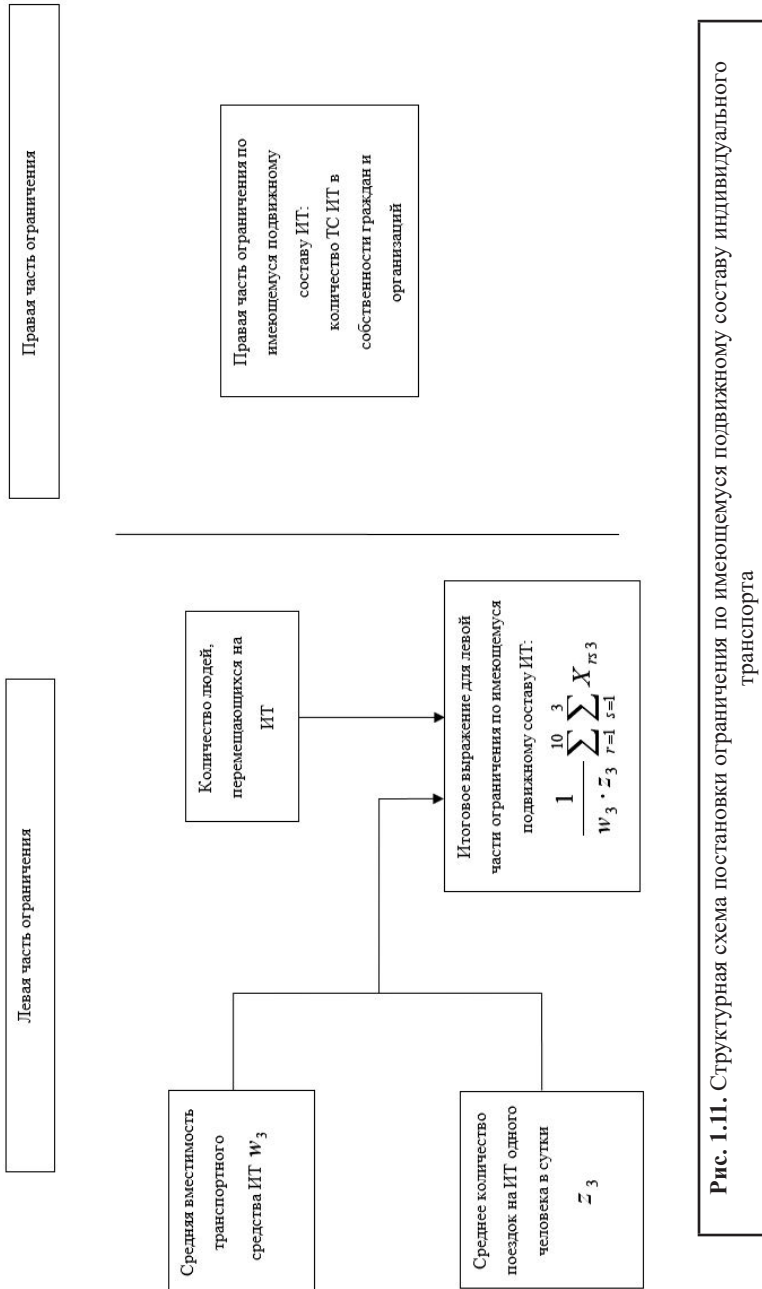 Левая часть ограничения
Правая часть ограничения
Средняя вместимость
транспортного
средства ИТ w₃
Количество людей,
перемещающихся на
ИТ
Правая часть ограничения по
имеющемуся подвижному
составу ИТ:
количество ТС ИТ в
собственности граждан и
организаций
Среднее количество
поездок на ИТ одного
человека в сутки
z₃
Итоговое выражение для левой
части ограничения по имеющемуся
подвижному составу ИТ:
1 / (w₃ · z₃) ∑_{r=1}^{10} ∑_{s=1}^{3} X_{rs3}
Рис. 1.11. Структурная схема постановки ограничения по имеющемуся подвижному составу индивидуального
транспорта